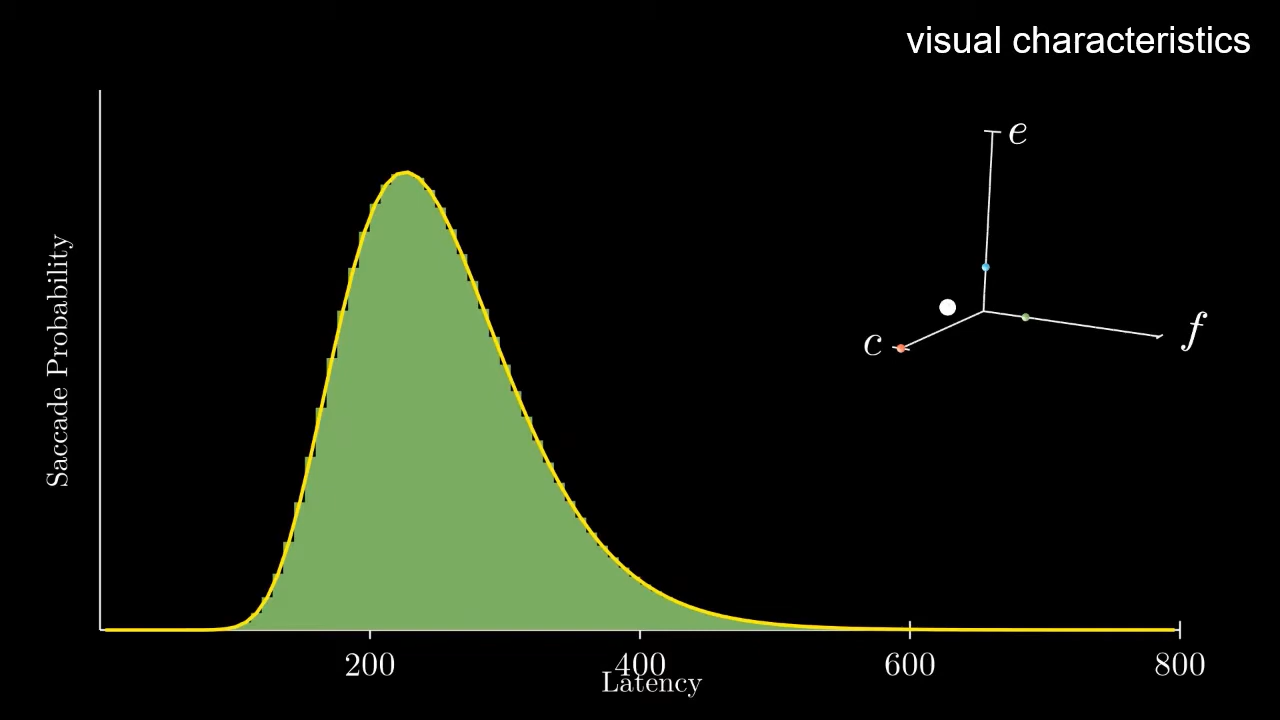 visual characteristics
e
f
c
Saccade Probability
200
400
600
800
Latency